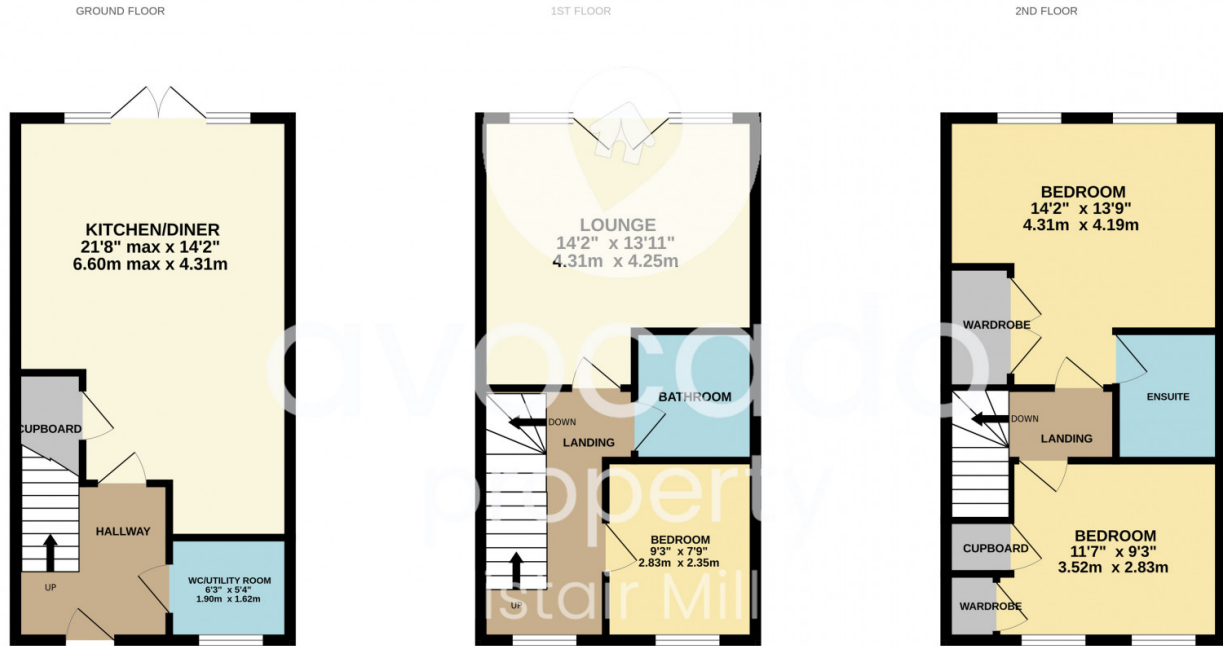 GROUND FLOOR
KITCHEN/DINER
21'8" max x 14'2"
6.60m max x 4.31m
CUPBOARD
HALLWAY
UP
WC/UTILITY ROOM
6'3" x 5'4"
1.90m x 1.62m
1ST FLOOR
LOUNGE
14'2" x 13'11"
4.31m x 4.25m
BATHROOM
DOWN
LANDING
BEDROOM
9'3" x 7'9"
2.83m x 2.35m
UP
2ND FLOOR
BEDROOM
14'2" x 13'9"
4.31m x 4.19m
WARDROBE
ENSUITE
DOWN
LANDING
BEDROOM
11'7" x 9'3"
3.52m x 2.83m
CUPBOARD
WARDROBE
avocado
property
istair Mill